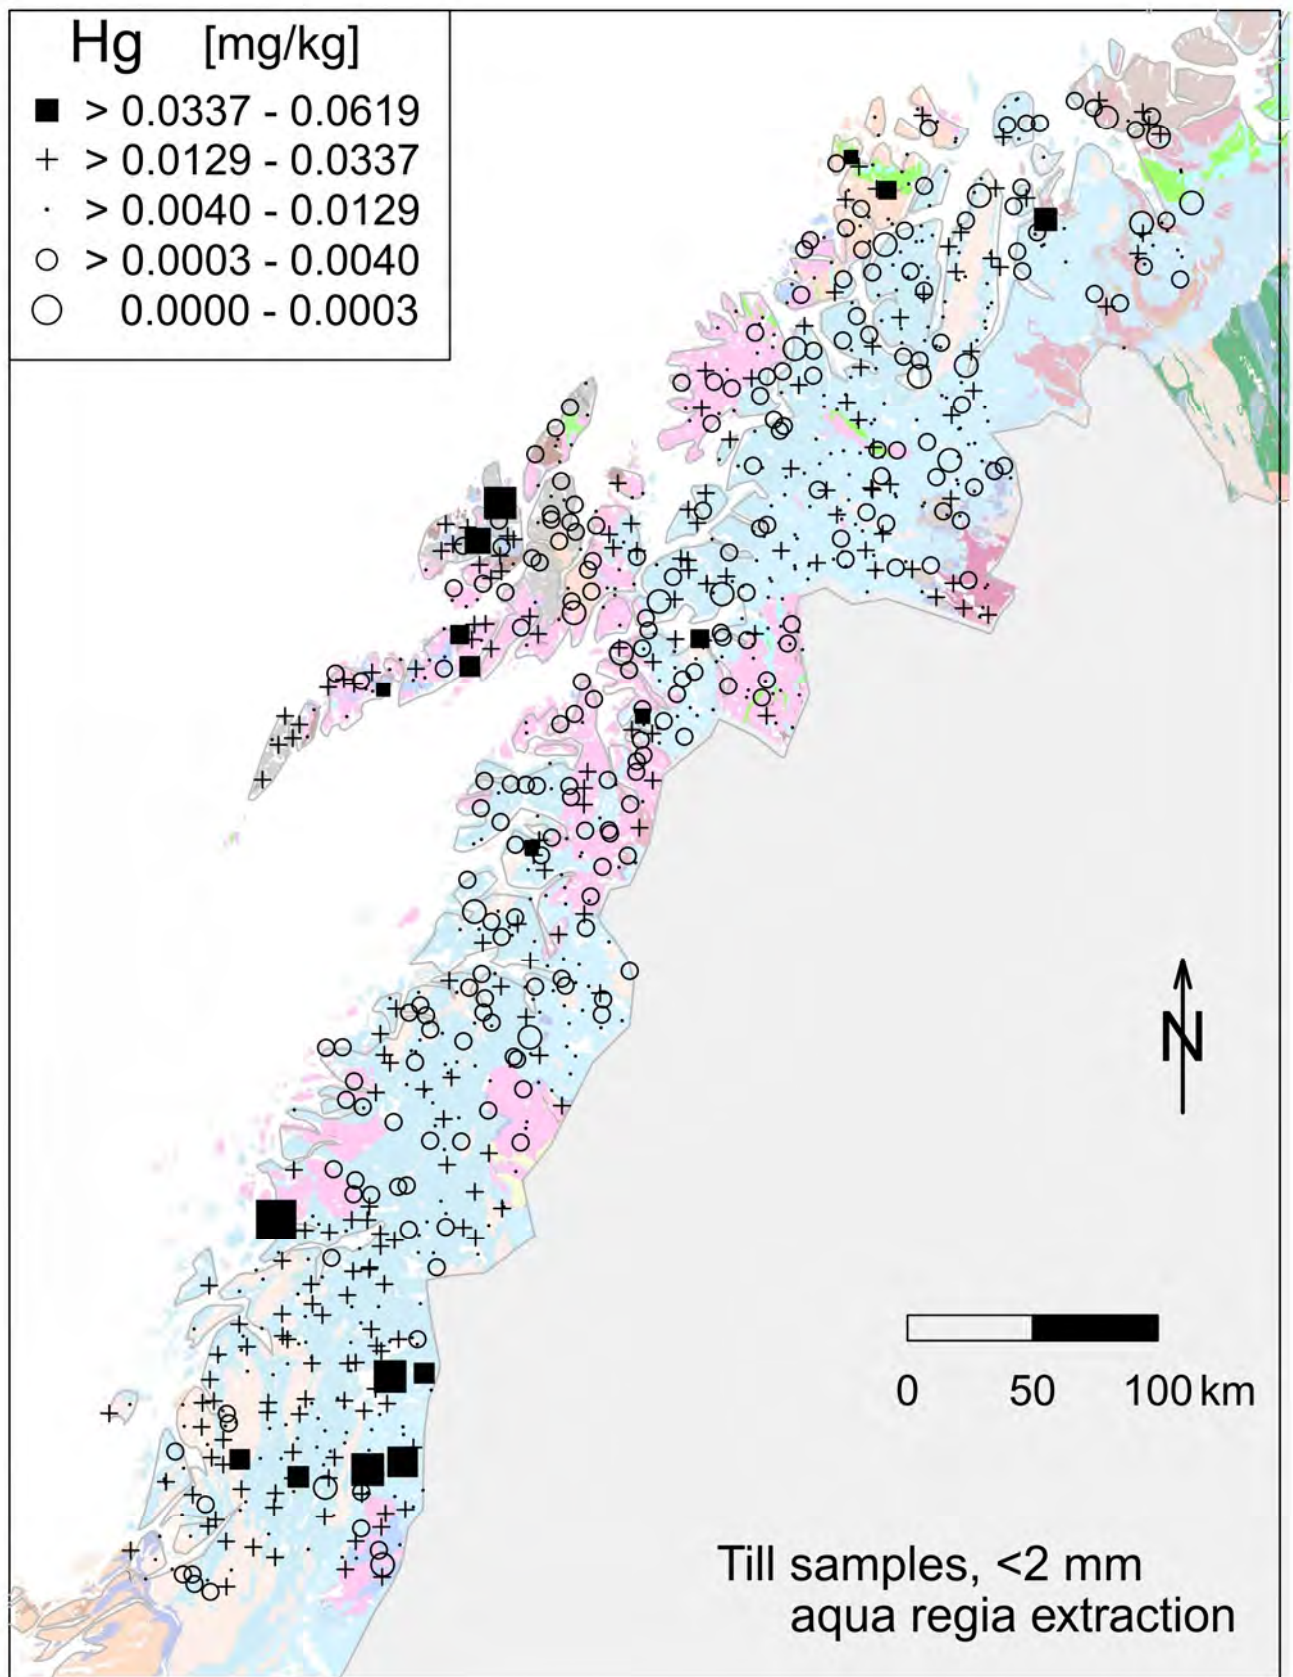 Hg [mg/kg]
> 0.0337 - 0.0619
> 0.0129 - 0.0337
> 0.0040 - 0.0129
> 0.0003 - 0.0040
0.0000 - 0.0003
N
0 50 100 km
Till samples, <2 mm
aqua regia extraction